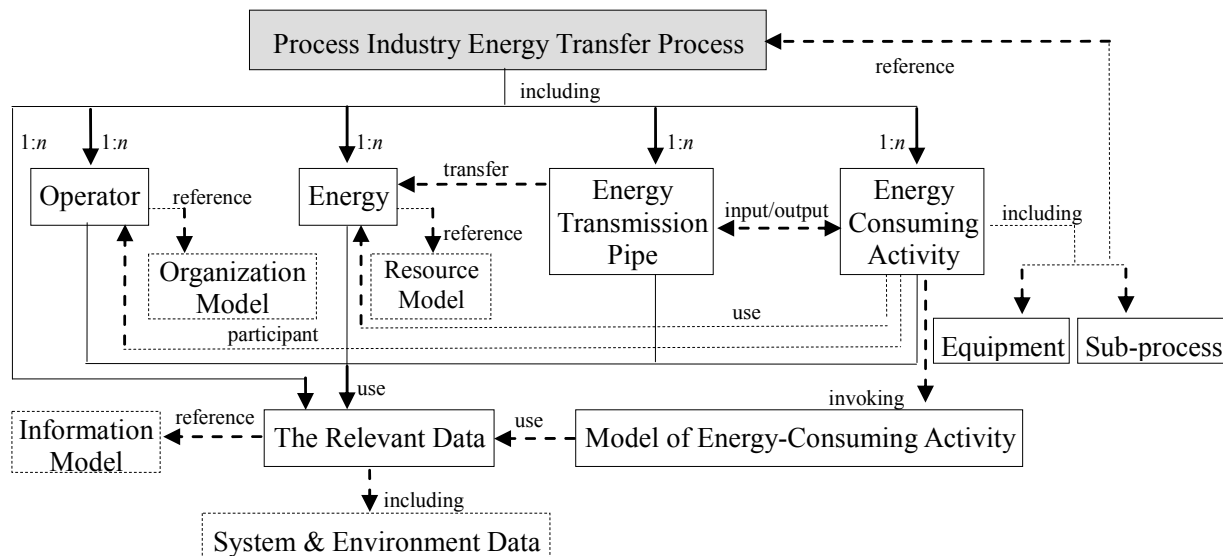 Process Industry Energy Transfer Process
reference
including
1:n
1:n
1:n
1:n
1:n
Operator
reference
Energy
transfer
Energy
Transmission
Pipe
input/output
Energy
Consuming
Activity
including
reference
Organization
Model
Resource
Model
use
participant
Equipment
Sub-process
use
invoking
Information
Model
reference
The Relevant Data
use
Model of Energy-Consuming Activity
including
System & Environment Data